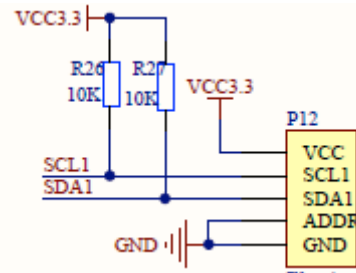 VCC3.3
R26
R27
10K
10K
VCC3.3
P12
SCL1
SDA1
VCC
SCL1
SDA1
ADDR
GND
GND